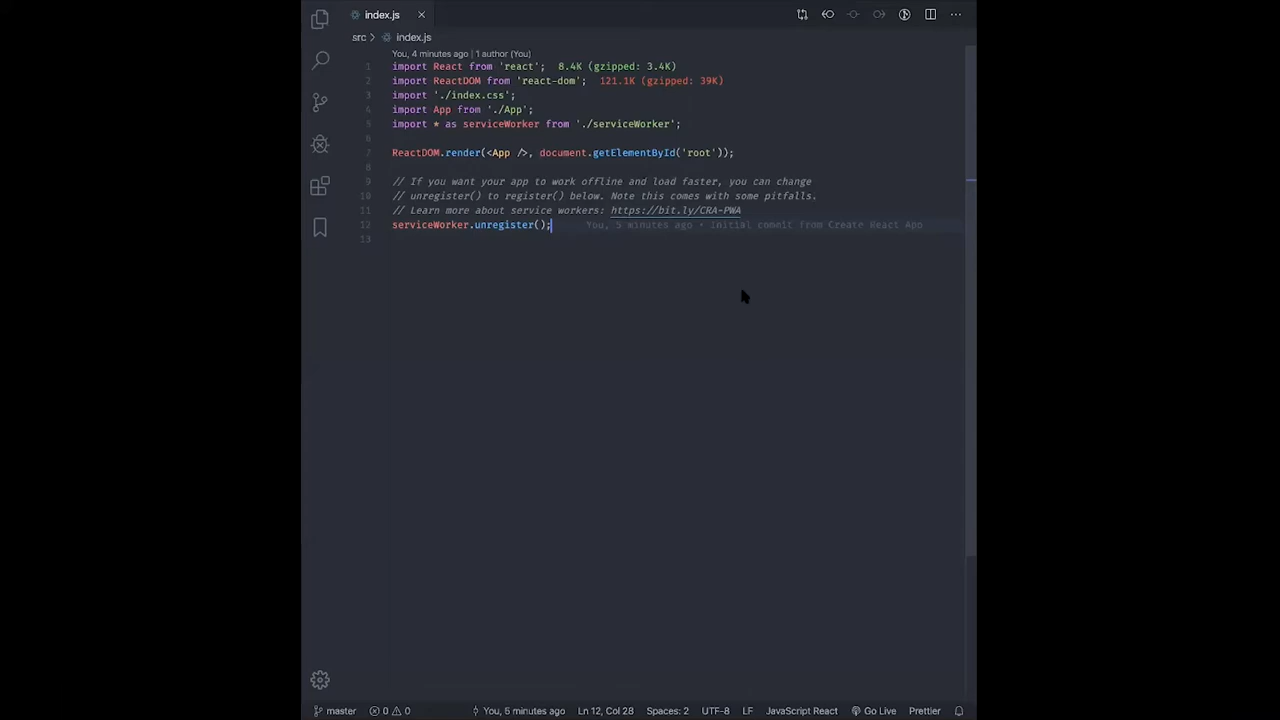 index.js
src > index.js
You, 4 minutes ago | 1 author (You)
1 import React from 'react'; 8.4K (gzipped: 3.4K)
2 import ReactDOM from 'react-dom'; 121.1K (gzipped: 39K)
3 import './index.css';
4 import App from './App';
5 import * as serviceWorker from './serviceWorker';
6
7 ReactDOM.render(<App />, document.getElementById('root'));
8
9 // If you want your app to work offline and load faster, you can change
10 // unregister() to register() below. Note this comes with some pitfalls.
11 // Learn more about service workers: https://bit.ly/CRA-PWA
12 serviceWorker.unregister(); You, 5 minutes ago • Initial commit from Create React App
13
master 0 0 You, 5 minutes ago Ln 12, Col 28 Spaces: 2 UTF-8 LF JavaScript React Go Live Prettier